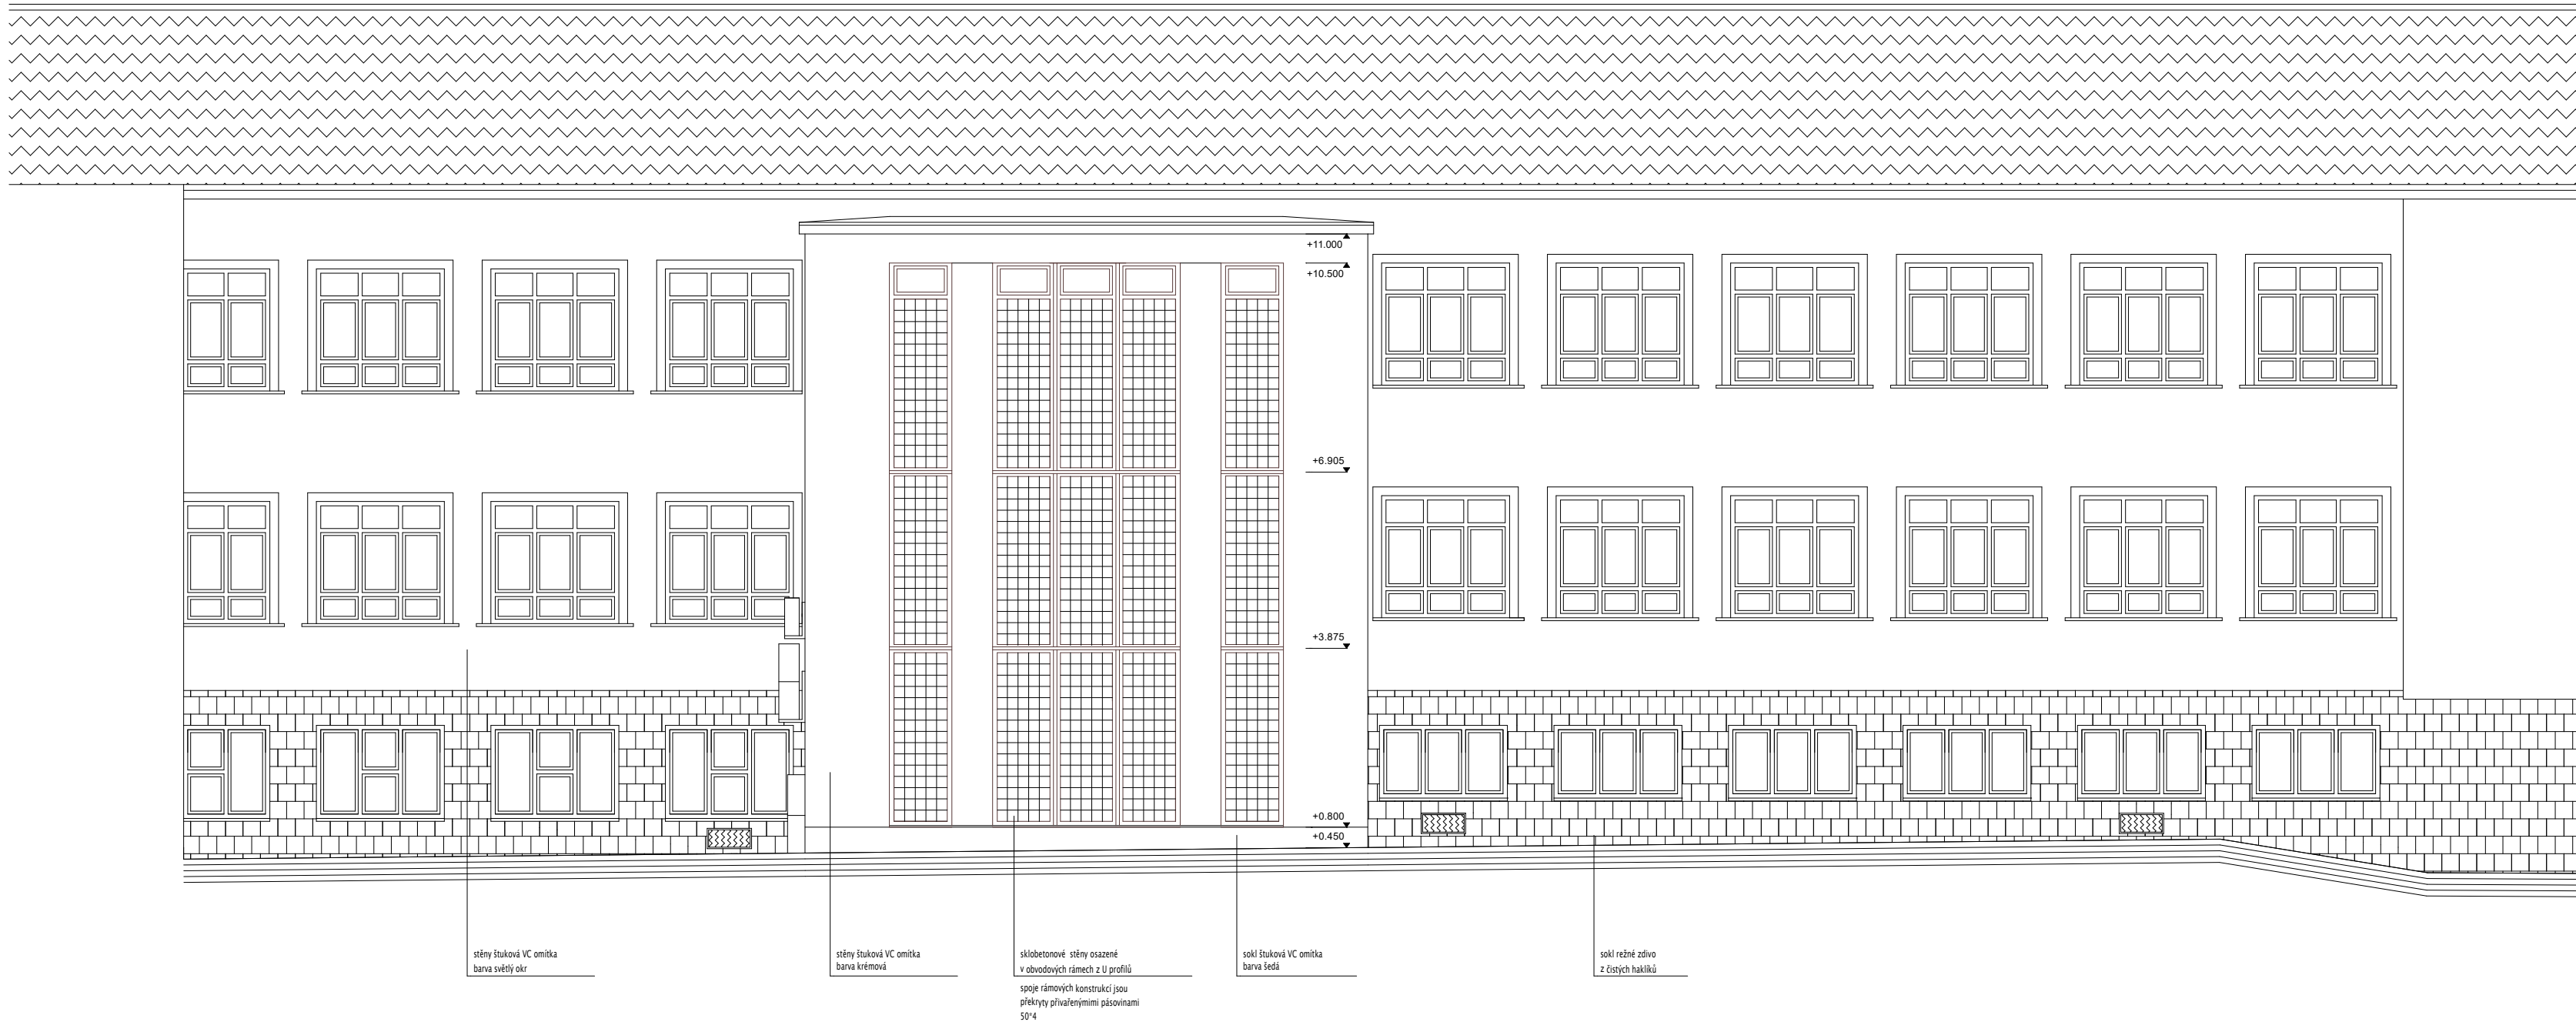 +11.000
+10.500
+6.905
+3.875
+0.800
+0.450
stěny štuková VC omítka
barva světlý okr
stěny štuková VC omítka
barva krémová
sklobetonové stěny osazené
v obvodových rámech z U profilů
spoje rámových konstrukcí jsou
překryty přivařenýmimi pásovinami
50*4
sokl štuková VC omítka
barva šedá
sokl režné zdivo
z čistých haklíků